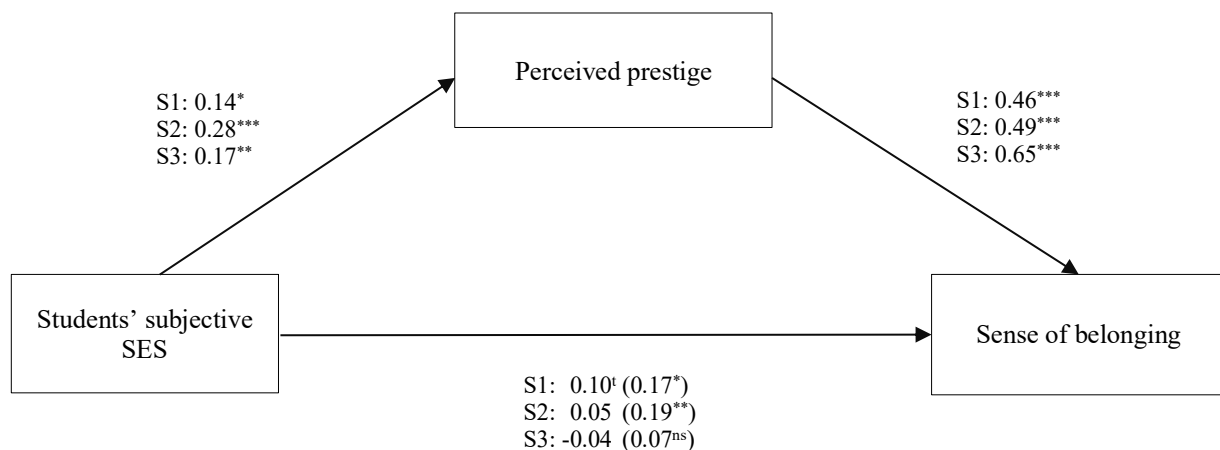 Perceived prestige
S1: 0.14*
S2: 0.28***
S3: 0.17**
S1: 0.46***
S2: 0.49***
S3: 0.65***
Students’ subjective
SES
Sense of belonging
S1: 0.10ᵗ (0.17*)
S2: 0.05 (0.19**)
S3: -0.04 (0.07ⁿˢ)